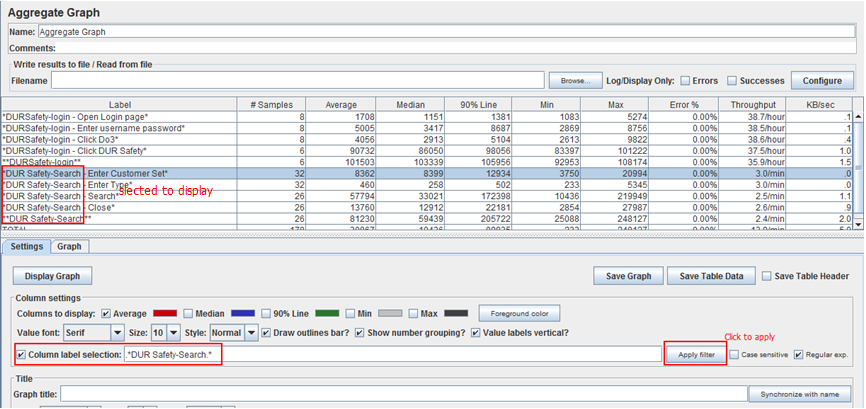 Aggregate Graph
Name: Aggregate Graph
Comments:
Write results to file / Read from file
Filename Browse... Log/Display Only: Errors Successes Configure
Label # Samples Average Median 90% Line Min Max Error % Throughput KB/sec
*DURSafety-login - Open Login page* 8 1708 1151 1381 1083 5274 0.00% 38.7/hour .1
*DURSafety-login - Enter username password* 8 5005 3417 8687 2869 8756 0.00% 38.5/hour .1
*DURSafety-login - Click Do3* 8 4056 2913 5104 2613 9822 0.00% 38.6/hour .4
*DURSafety-login - Click DUR Safety* 6 90732 86050 98056 83397 101222 0.00% 37.5/hour 1.0
**DURSafety-login** 6 101503 103339 105956 92953 108174 0.00% 35.9/hour 1.5
*DUR Safety-Search - Enter Customer Set* 32 8362 8399 12934 3750 20994 0.00% 3.0/min .0
*DUR Safety-Search - Enter Type* 32 460 258 502 233 5345 0.00% 3.0/min .0
slected to display
*DUR Safety-Search - Search* 26 57794 33021 172398 10436 219949 0.00% 2.5/min 1.1
*DUR Safety-Search - Close* 26 13760 12912 22181 2854 27987 0.00% 2.6/min .9
**DUR Safety-Search** 26 81230 59439 205722 25088 248127 0.00% 2.4/min 2.0
TOTAL
Settings Graph
Display Graph Save Graph Save Table Data Save Table Header
Column settings
Columns to display: Average Median 90% Line Min Max Foreground color
Value font: Serif Size: 10 Style: Normal Draw outlines bar? Show number grouping? Value labels vertical?
Click to apply
Column label selection: .*DUR Safety-Search.* Apply filter Case sensitive Regular exp.
Title
Graph title: Synchronize with name